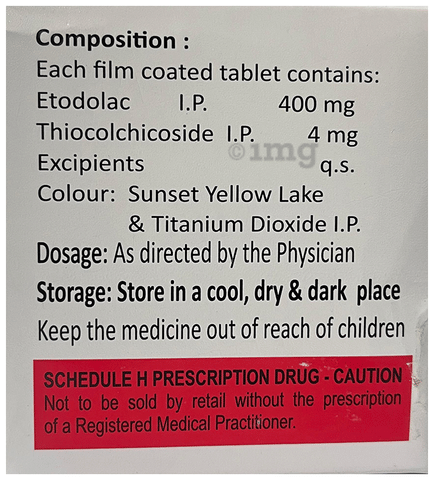 Composition :
Each film coated tablet contains:
Etodolac I.P. 400 mg
Thiocolchicoside I.P. 4 mg
©img
Excipients q.s.
Colour: Sunset Yellow Lake
& Titanium Dioxide I.P.
Dosage: As directed by the Physician
Storage: Store in a cool, dry & dark place
Keep the medicine out of reach of children
SCHEDULE H PRESCRIPTION DRUG - CAUTION
Not to be sold by retail without the prescription
of a Registered Medical Practitioner.